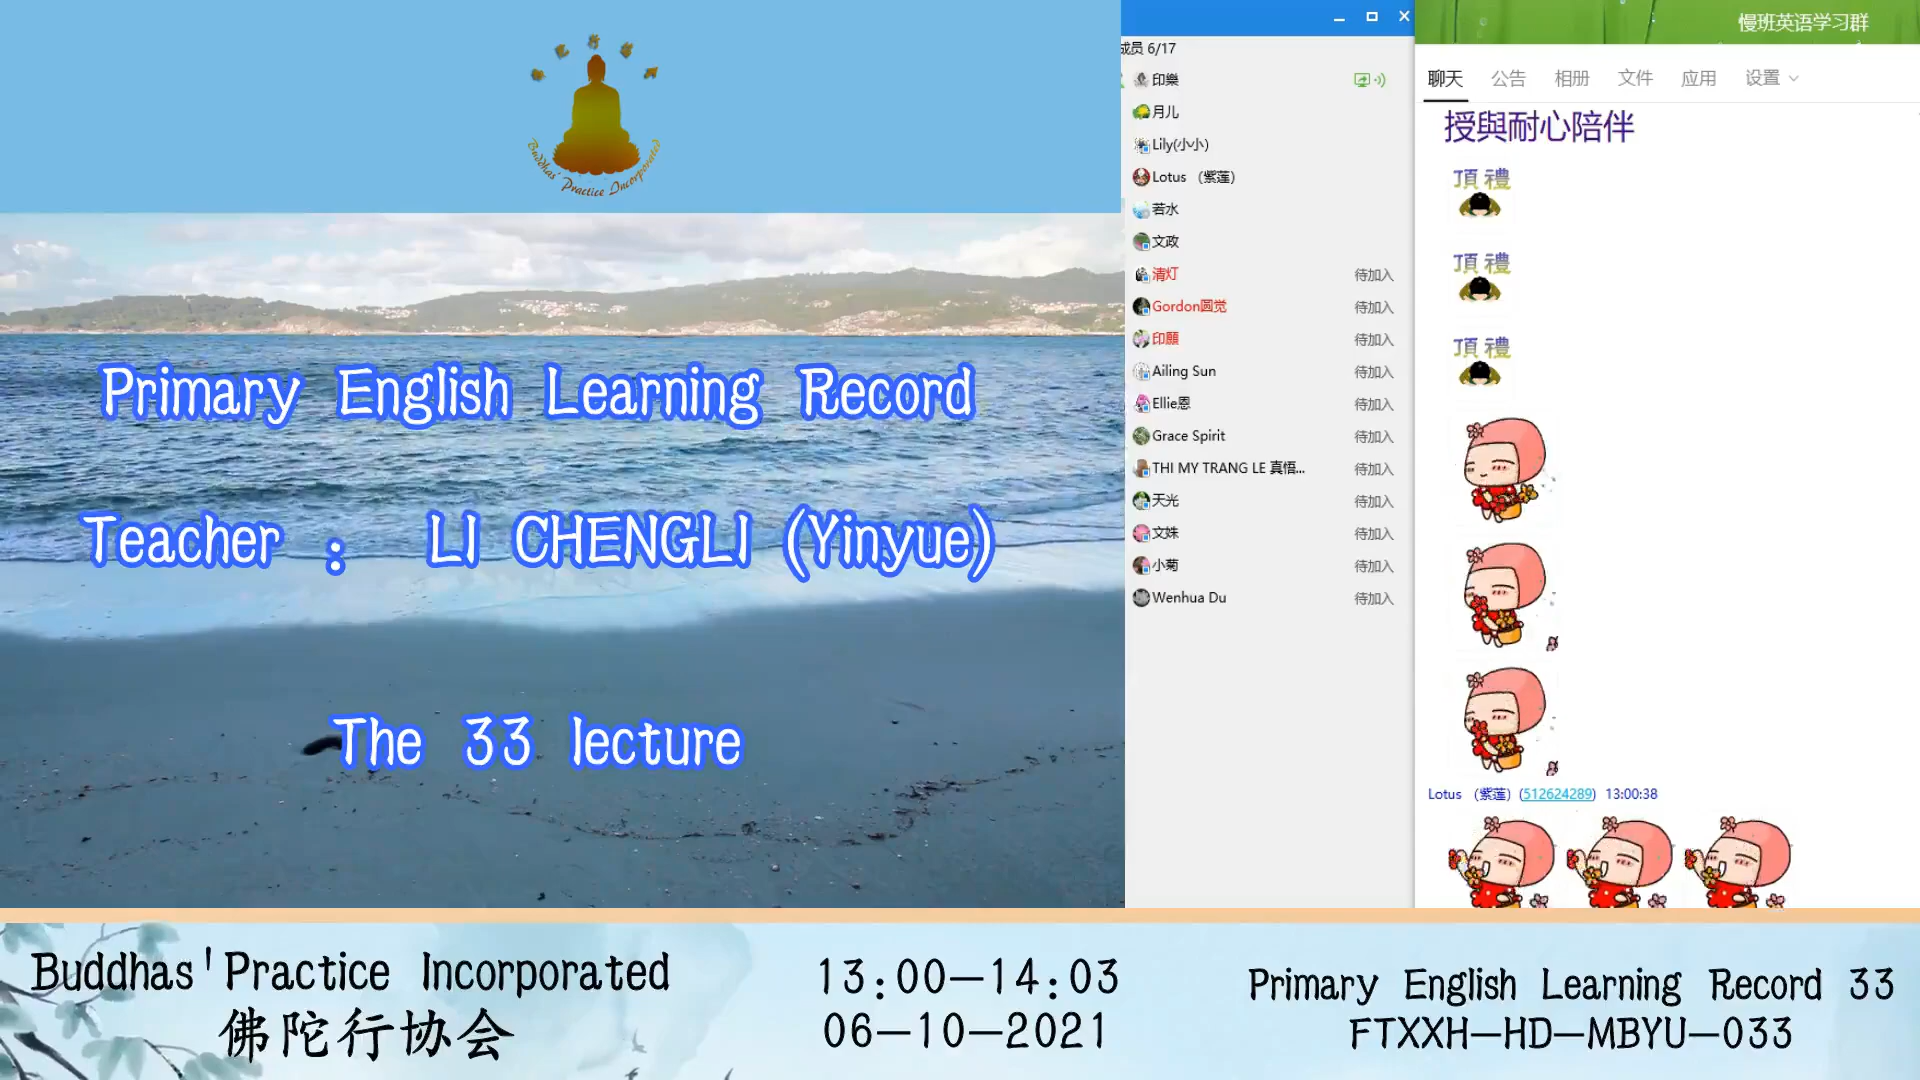 Buddhas' Practice Incorporated
Primary English Learning Record
Teacher : LI CHENGLI (Yinyue)
The 33 lecture
成员 6/17
印樂
月儿
Lily(小小)
Lotus (紫莲)
若水
文政
清灯 待加入
Gordon圆觉 待加入
印願 待加入
Ailing Sun 待加入
Ellie恩 待加入
Grace Spirit 待加入
THI MY TRANG LE 真悟... 待加入
天光 待加入
文姝 待加入
小菊 待加入
Wenhua Du 待加入
慢班英语学习群
聊天 公告 相册 文件 应用 设置
授與耐心陪伴
頂禮
頂禮
頂禮
Lotus (紫莲) (512624289) 13:00:38
Buddhas'Practice Incorporated
佛陀行协会
13:00—14:03
06—10—2021
Primary English Learning Record 33
FTXXH—HD—MBYU—033